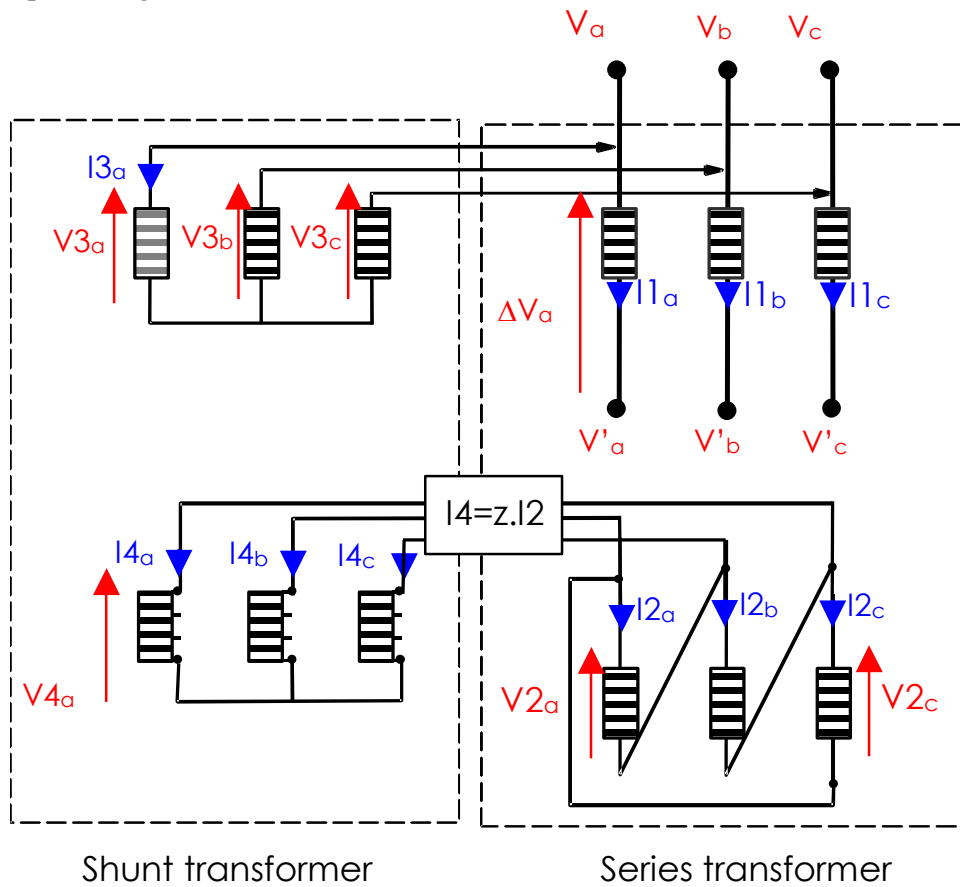 Va Vb Vc
I3a
V3a V3b V3c
I1a I1b I1c
ΔVa
V'a V'b V'c
I4=z.I2
I4a I4b I4c
I2a I2b I2c
V4a
V2a V2c
Shunt transformer Series transformer